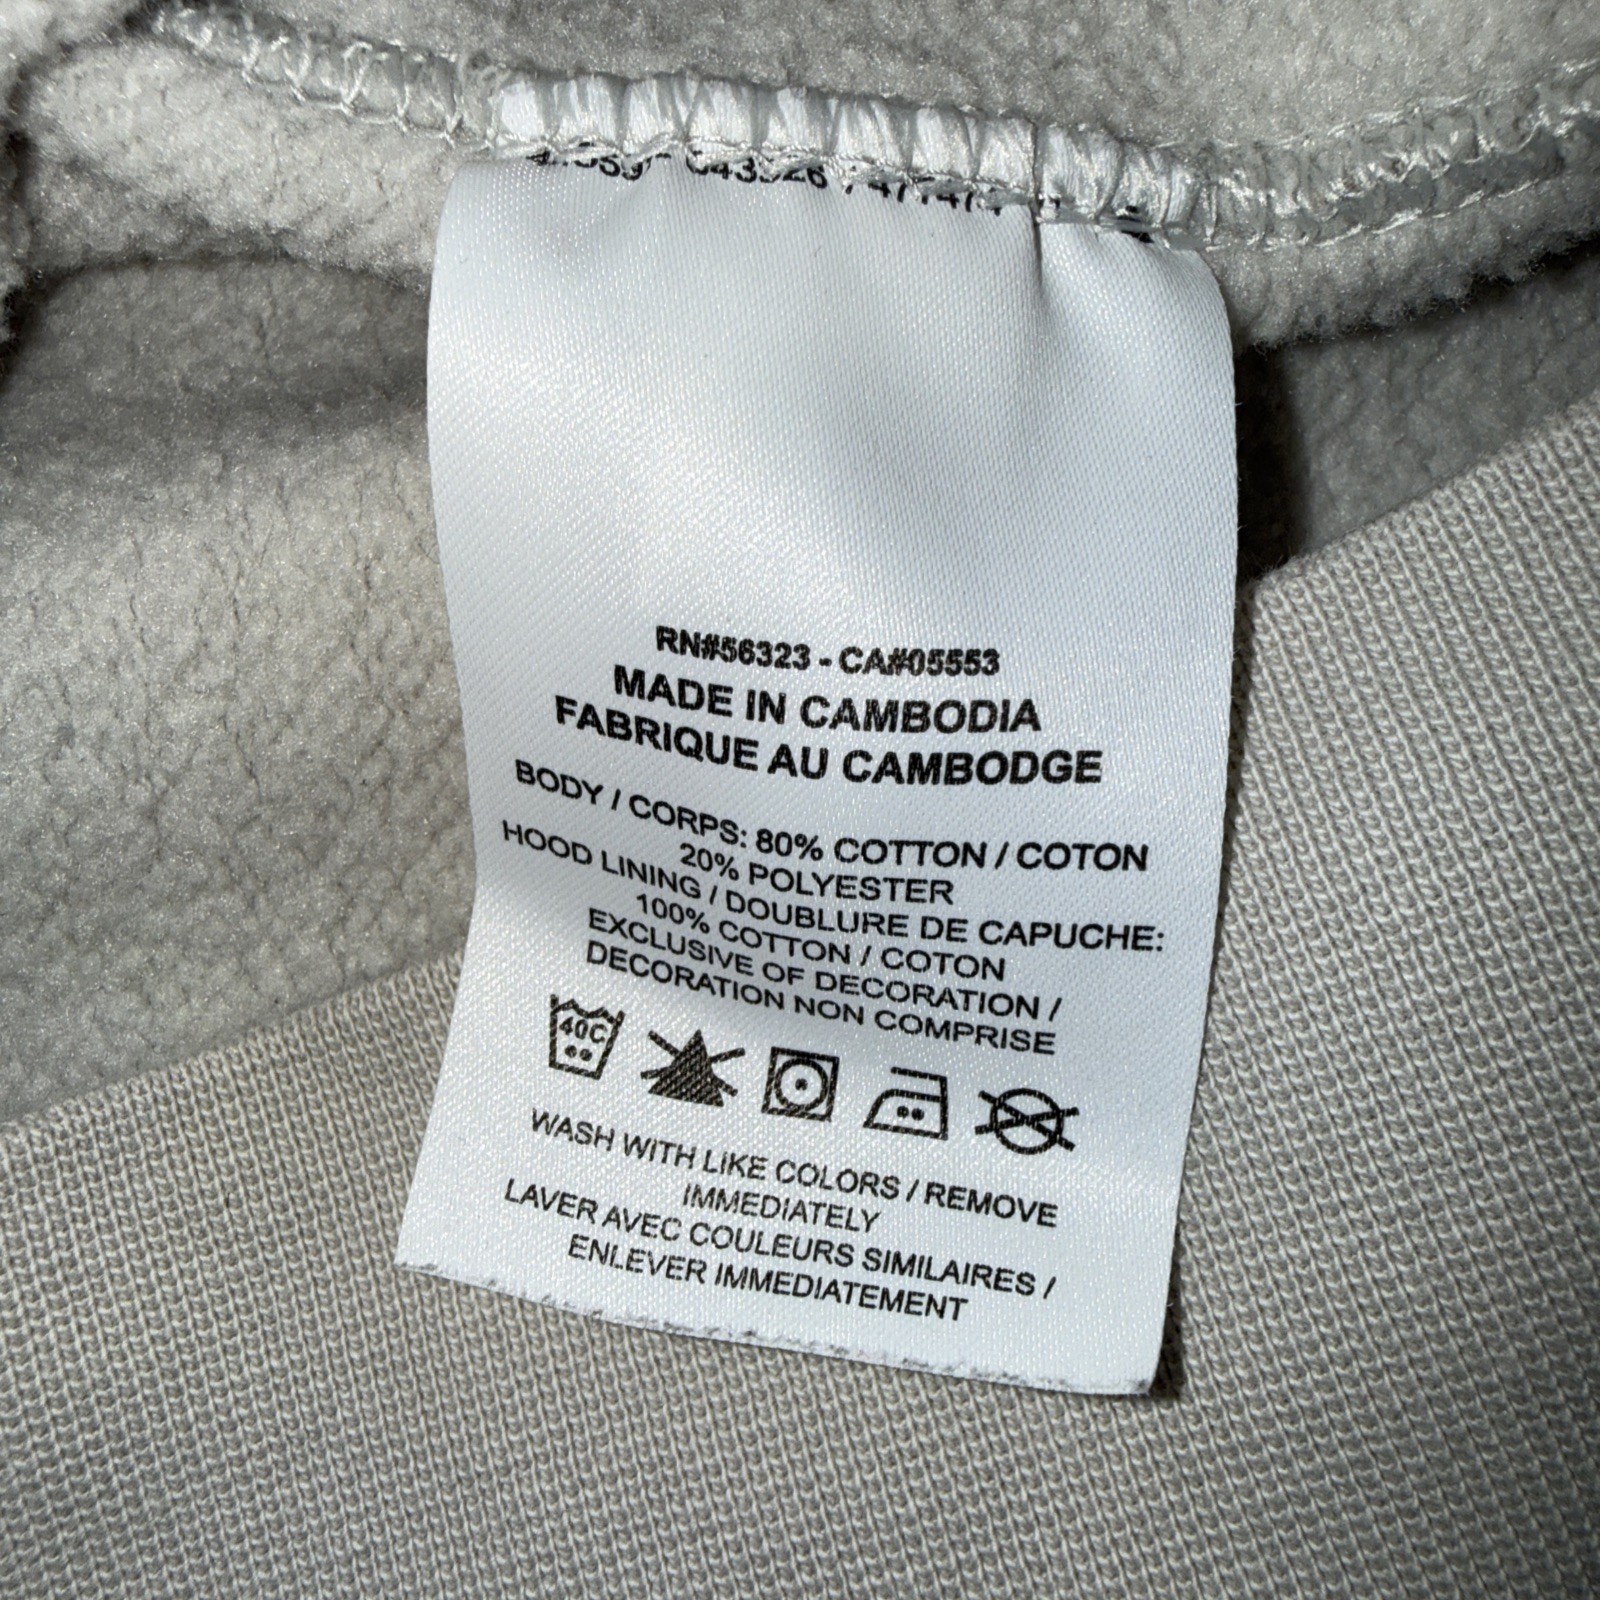 RN#56323 - CA#05553
MADE IN CAMBODIA
FABRIQUE AU CAMBODGE
BODY / CORPS: 80% COTTON / COTON
20% POLYESTER
HOOD LINING / DOUBLURE DE CAPUCHE:
100% COTTON / COTON
EXCLUSIVE OF DECORATION /
DECORATION NON COMPRISE
40C
WASH WITH LIKE COLORS / REMOVE
IMMEDIATELY
LAVER AVEC COULEURS SIMILAIRES /
ENLEVER IMMEDIATEMENT